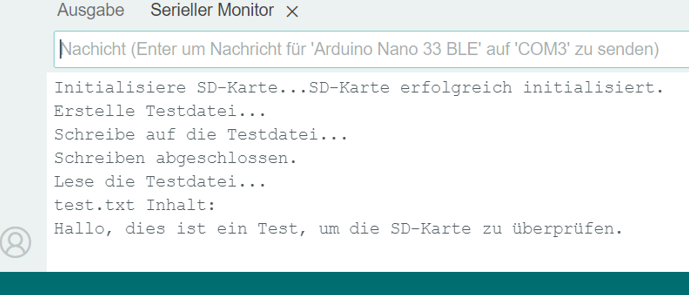 Ausgabe Serieller Monitor
Nachicht (Enter um Nachricht für 'Arduino Nano 33 BLE' auf 'COM3' zu senden)
Initialisiere SD-Karte...SD-Karte erfolgreich initialisiert.
Erstelle Testdatei...
Schreibe auf die Testdatei...
Schreiben abgeschlossen.
Lese die Testdatei...
test.txt Inhalt:
Hallo, dies ist ein Test, um die SD-Karte zu überprüfen.